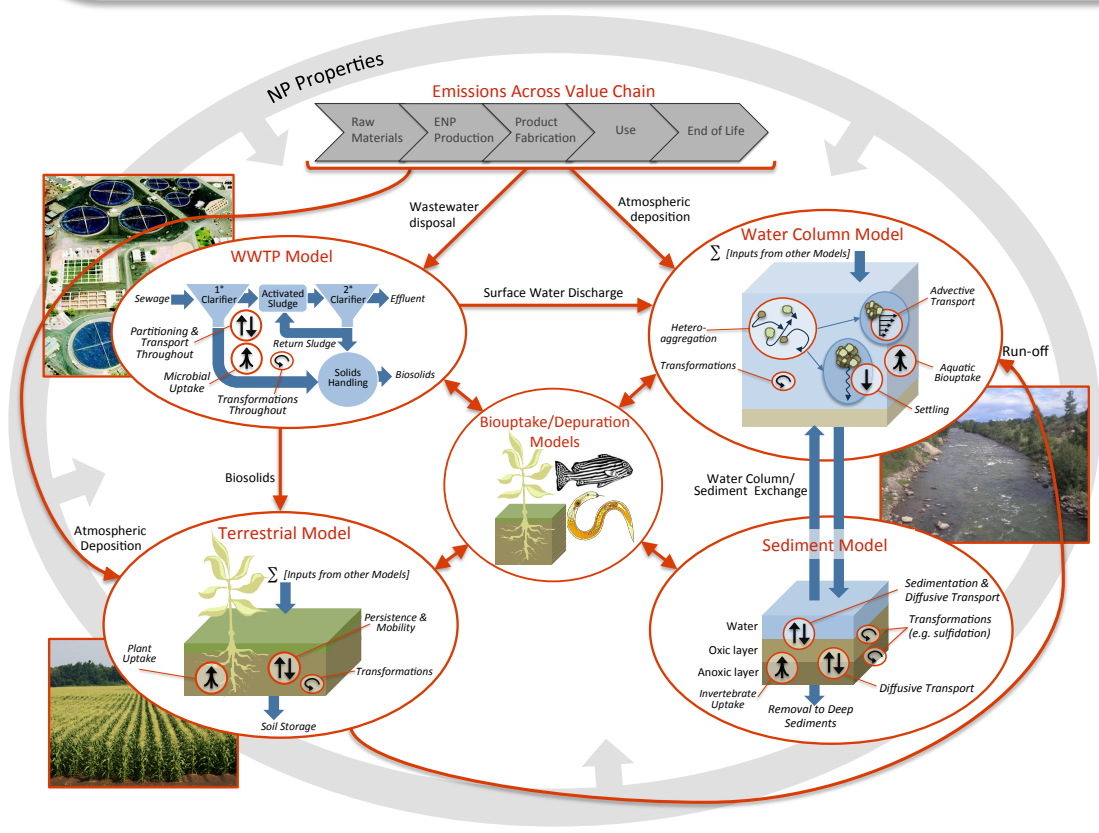 NP Properties
Emissions Across Value Chain
Raw
Materials
ENP
Production
Product
Fabrication
Use
End of Life
Wastewater
disposal
Atmospheric
deposition
WWTP Model
Sewage
1°
Clarifier
Activated
Sludge
2°
Clarifier
Effluent
Partitioning &
Transport
Throughout
Return Sludge
Microbial
Uptake
Transformations
Throughout
Solids
Handling
Biosolids
Surface Water Discharge
Water Column Model
∑ [Inputs from other Models]
Advective
Transport
Hetero-
aggregation
Transformations
Aquatic
Biouptake
Settling
Run-off
Biouptake/Depuration
Models
Biosolids
Water Column/
Sediment Exchange
Atmospheric
Deposition
Terrestrial Model
∑ [Inputs from other Models]
Persistence &
Mobility
Plant
Uptake
Transformations
Soil Storage
Sediment Model
Sedimentation &
Diffusive Transport
Water
Transformations
(e.g. sulfidation)
Oxic layer
Anoxic layer
Invertebrate
Uptake
Diffusive Transport
Removal to Deep
Sediments